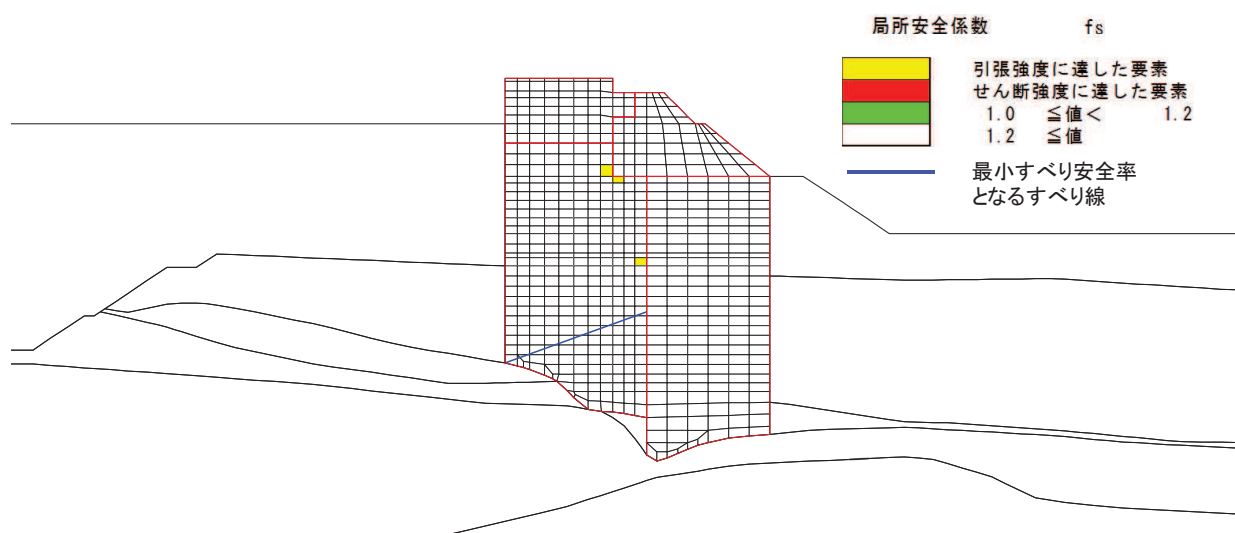 局所安全係数 fs
引張強度に達した要素
せん断強度に達した要素
1.0 ≦値< 1.2
1.2 ≦値
最小すべり安全率
となるすべり線